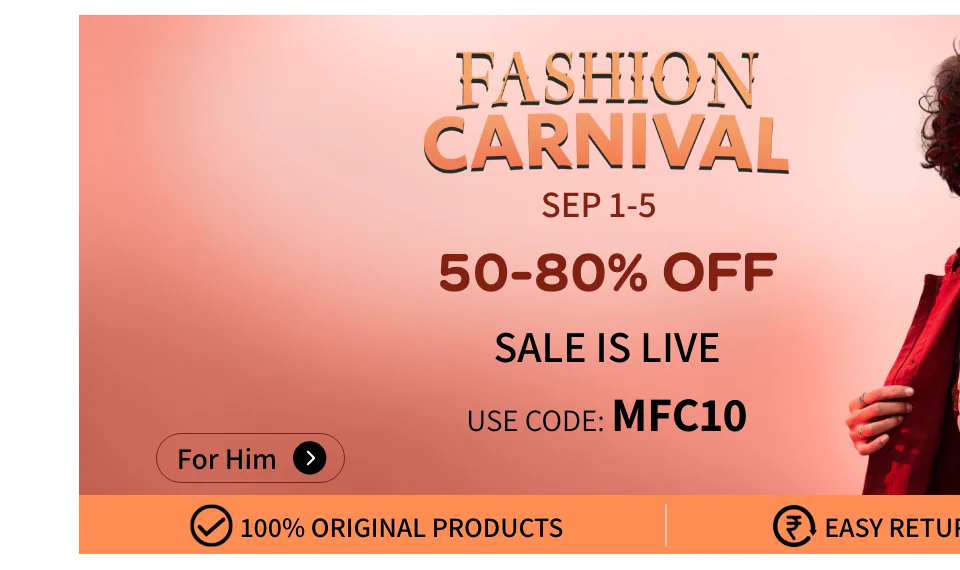 FASHION
CARNIVAL
SEP 1-5
50-80% OFF
SALE IS LIVE
USE CODE: MFC10
For Him
100% ORIGINAL PRODUCTS
EASY